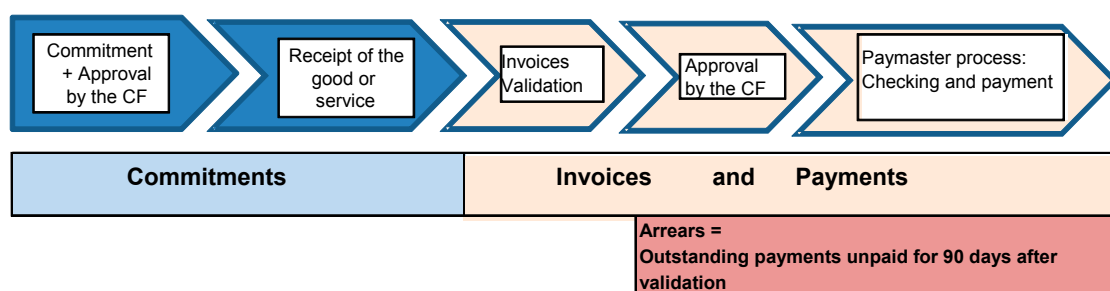 Commitment
+ Approval
by the CF
Receipt of the
good or
service
Invoices
Validation
Approval
by the CF
Paymaster process:
Checking and payment
Commitments
Invoices and Payments
Arrears =
Outstanding payments unpaid for 90 days after
validation